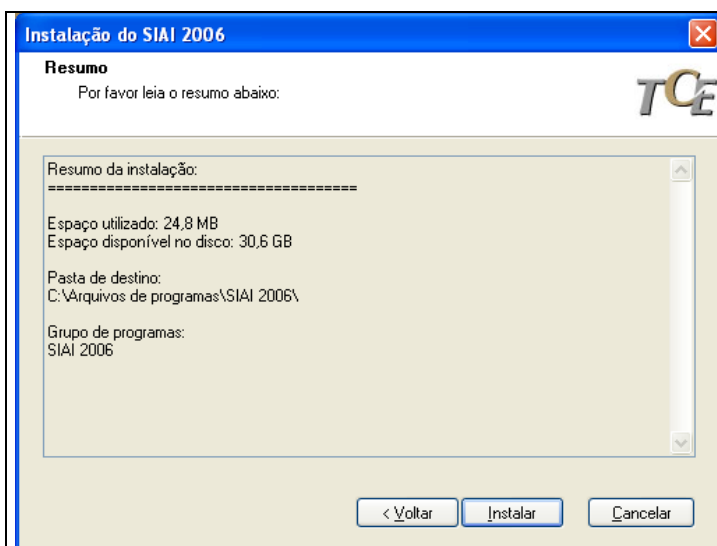 Instalação do SIAI 2006
Resumo
Por favor leia o resumo abaixo:
TCE
Resumo da instalação:
=====================================
Espaço utilizado: 24,8 MB
Espaço disponível no disco: 30,6 GB
Pasta de destino:
C:\Arquivos de programas\SIAI 2006\
Grupo de programas:
SIAI 2006
< Voltar
Instalar
Cancelar